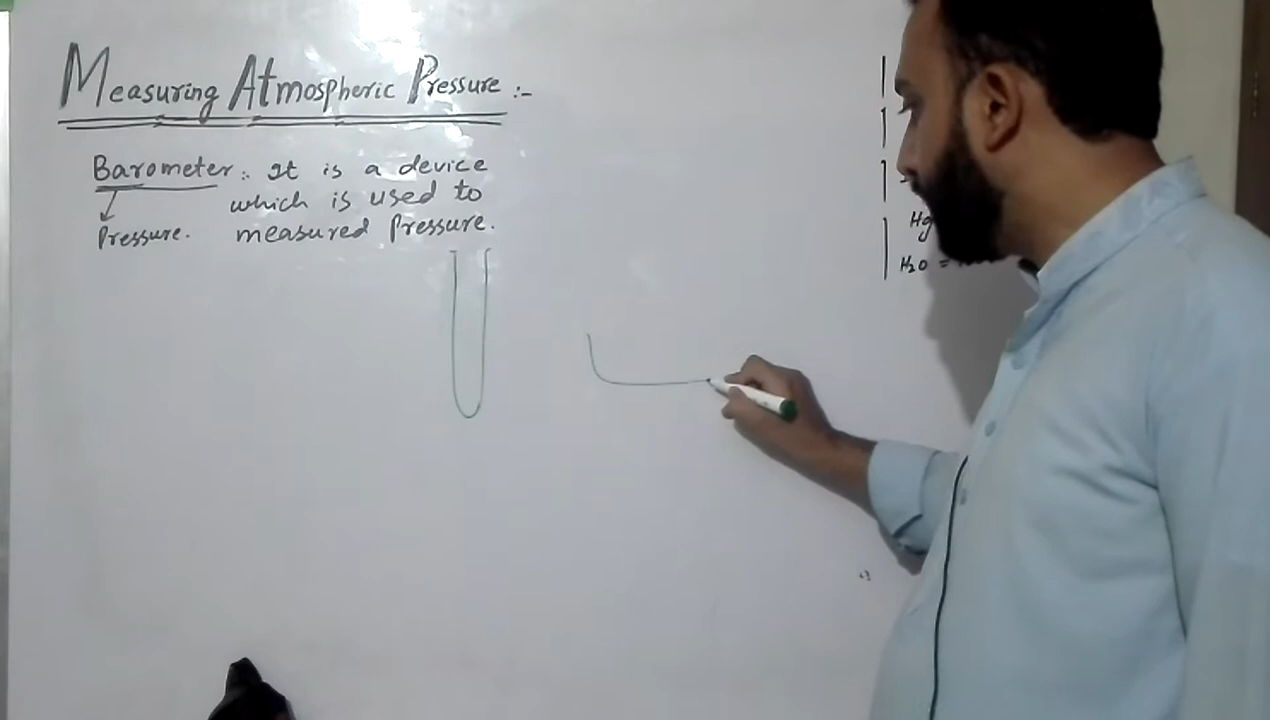 Measuring Atmospheric Pressure :-
Barometer :. It is a device
which is used to
Pressure. measured Pressure.
Hg
H₂O =